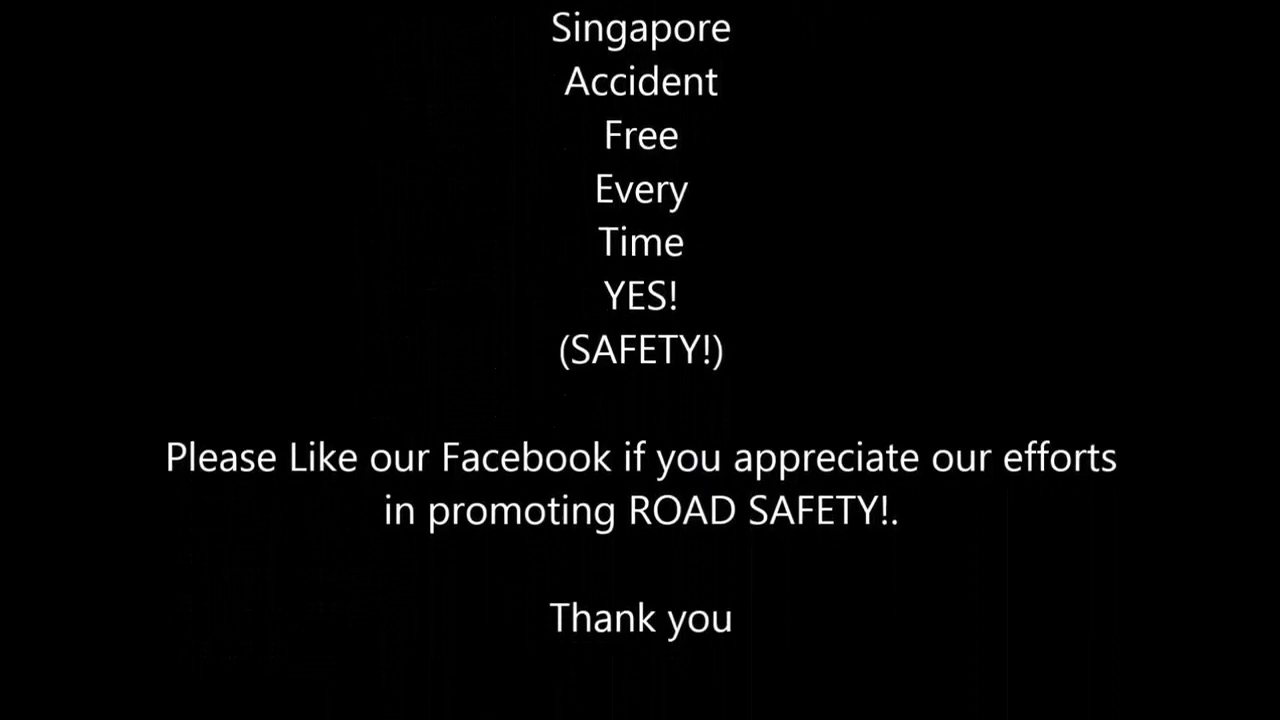 Singapore
Accident
Free
Every
Time
YES!
(SAFETY!)
Please Like our Facebook if you appreciate our efforts
in promoting ROAD SAFETY!.
Thank you